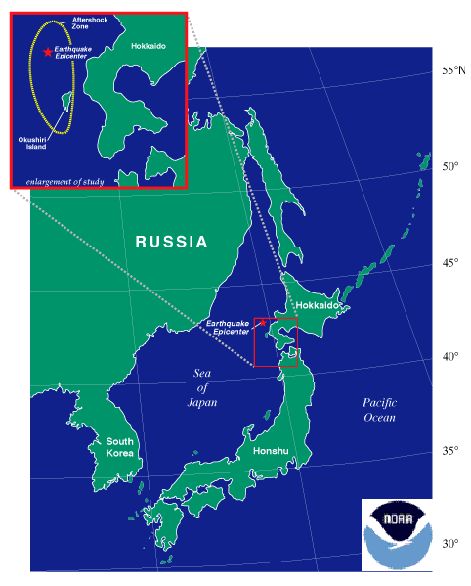 Aftershock
Zone
Hokkaido
Earthquake
Epicenter
Okushiri
Island
enlargement of study
55°N
50°
RUSSIA
45°
Hokkaido
Earthquake
Epicenter
40°
Sea
of
Japan
Pacific
Ocean
South
Korea
Honshu
35°
NOAA
30°